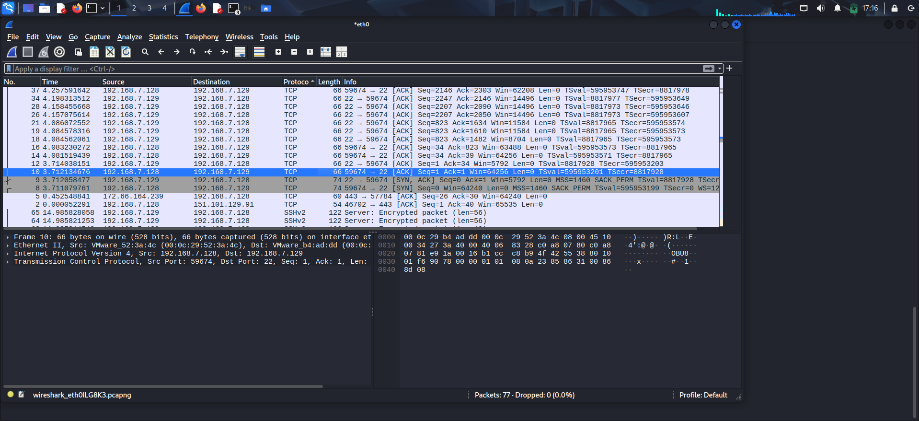 1 2 3 4 17:16
*eth0
File Edit View Go Capture Analyze Statistics Telephony Wireless Tools Help
Apply a display filter ... <Ctrl-/>
No. Time Source Destination Protoco Length Info
37 4.257591642 192.168.7.128 192.168.7.129 TCP 66 59674 → 22 [ACK] Seq=2146 Ack=2303 Win=62208 Len=0 TSval=595953747 TSecr=8817978
34 4.198313512 192.168.7.129 192.168.7.128 TCP 66 22 → 59674 [ACK] Seq=2207 Ack=2146 Win=14496 Len=0 TSval=8817977 TSecr=595953649
28 4.158455649 192.168.7.129 192.168.7.128 TCP 66 22 → 59674 [ACK] Seq=2207 Ack=2090 Win=14496 Len=0 TSval=8817973
26 4.157075614 192.168.7.129 192.168.7.128 TCP 66 22 → 59674 [ACK] Seq=2207 Ack=2050 Win=14496 Len=0 TSval=8817973 TSecr=595953607
21 4.086072552 192.168.7.129 192.168.7.128 TCP 66 22 → 59674 [ACK] Seq=823 Ack=1634 Win=11584 Len=0 TSval=8817965 TSecr=595953573
19 4.084578316 192.168.7.129 192.168.7.128 TCP 66 22 → 59674 [ACK] Seq=823 Ack=1610 Win=11584 Len=0 TSval=8817965 TSecr=595953573
18 4.084562061 192.168.7.129 192.168.7.128 TCP 66 22 → 59674 [ACK] Seq=823 Ack=1482 Win=8704 Len=0 TSval=8817965
16 4.083230272 192.168.7.128 192.168.7.129 TCP 66 59674 → 22 [ACK] Seq=34 Ack=823 Win=63488 Len=0 TSval=595953573 TSecr=8817965
14 4.081519439 192.168.7.128 192.168.7.129 TCP 66 59674 → 22 [ACK] Seq=34 Ack=39 Win=64256 Len=0 TSval=595953571 TSecr=8817965
12 3.714038151 192.168.7.129 192.168.7.128 TCP 66 22 → 59674 [ACK] Seq=1 Ack=34 Win=5792 Len=0 TSval=8817928 TSecr=595953203
10 3.712134676 192.168.7.128 192.168.7.129 TCP 66 59674 → 22 [ACK] Seq=1 Ack=1 Win=64256 Len=0 TSval=595953201 TSecr=8817928
9 3.712058477 192.168.7.129 192.168.7.128 TCP 74 22 → 59674 [SYN, ACK] Seq=0 Ack=1 Win=5792 Len=0 MSS=1460 SACK_PERM TSval=8817928 TSecr
8 3.711079701 192.168.7.128 192.168.7.129 TCP 74 59674 → 22 [SYN] Seq=0 Win=64240 Len=0 MSS=1460 SACK_PERM TSval=595953199 TSecr=0 WS=12
5 0.452544841 172.66.164.239 192.168.7.128 TCP 60 443 → 57784 [ACK] Seq=26 Ack=30 Win=64240 Len=0
2 0.000052291 192.168.7.128 151.101.129.91 TCP 54 46702 → 443 [ACK] Seq=1 Ack=40 Win=65535 Len=0
65 14.985828058 192.168.7.129 192.168.7.128 SSHv2 122 Server: Encrypted packet (len=56)
64 14.985821253 192.168.7.129 192.168.7.128 SSHv2 122 Server: Encrypted packet (len=56)
Frame 10: 66 bytes on wire (528 bits), 66 bytes captured (528 bits) on interface et
Ethernet II, Src: VMware_52:3a:4c (00:0c:29:52:3a:4c), Dst: VMware_b4:ad:dd (00:0c:
Internet Protocol Version 4, Src: 192.168.7.128, Dst: 192.168.7.129
Transmission Control Protocol, Src Port: 59674, Dst Port: 22, Seq: 1, Ack: 1, Len:
0000 00 0c 29 b4 ad dd 00 0c 29 52 3a 4c 08 00 45 10
0010 00 34 27 3a 40 00 40 06 83 28 c0 a8 07 80 c0 a8
0020 07 81 e9 1a 00 16 b1 cc c8 b9 4f 42 55 38 80 10
0030 01 f6 90 78 00 00 01 01 08 0a 23 85 86 31 00 86
0040 8d 08
wireshark_eth0ILG8K3.pcapng Packets: 77 · Dropped: 0 (0.0%) Profile: Default